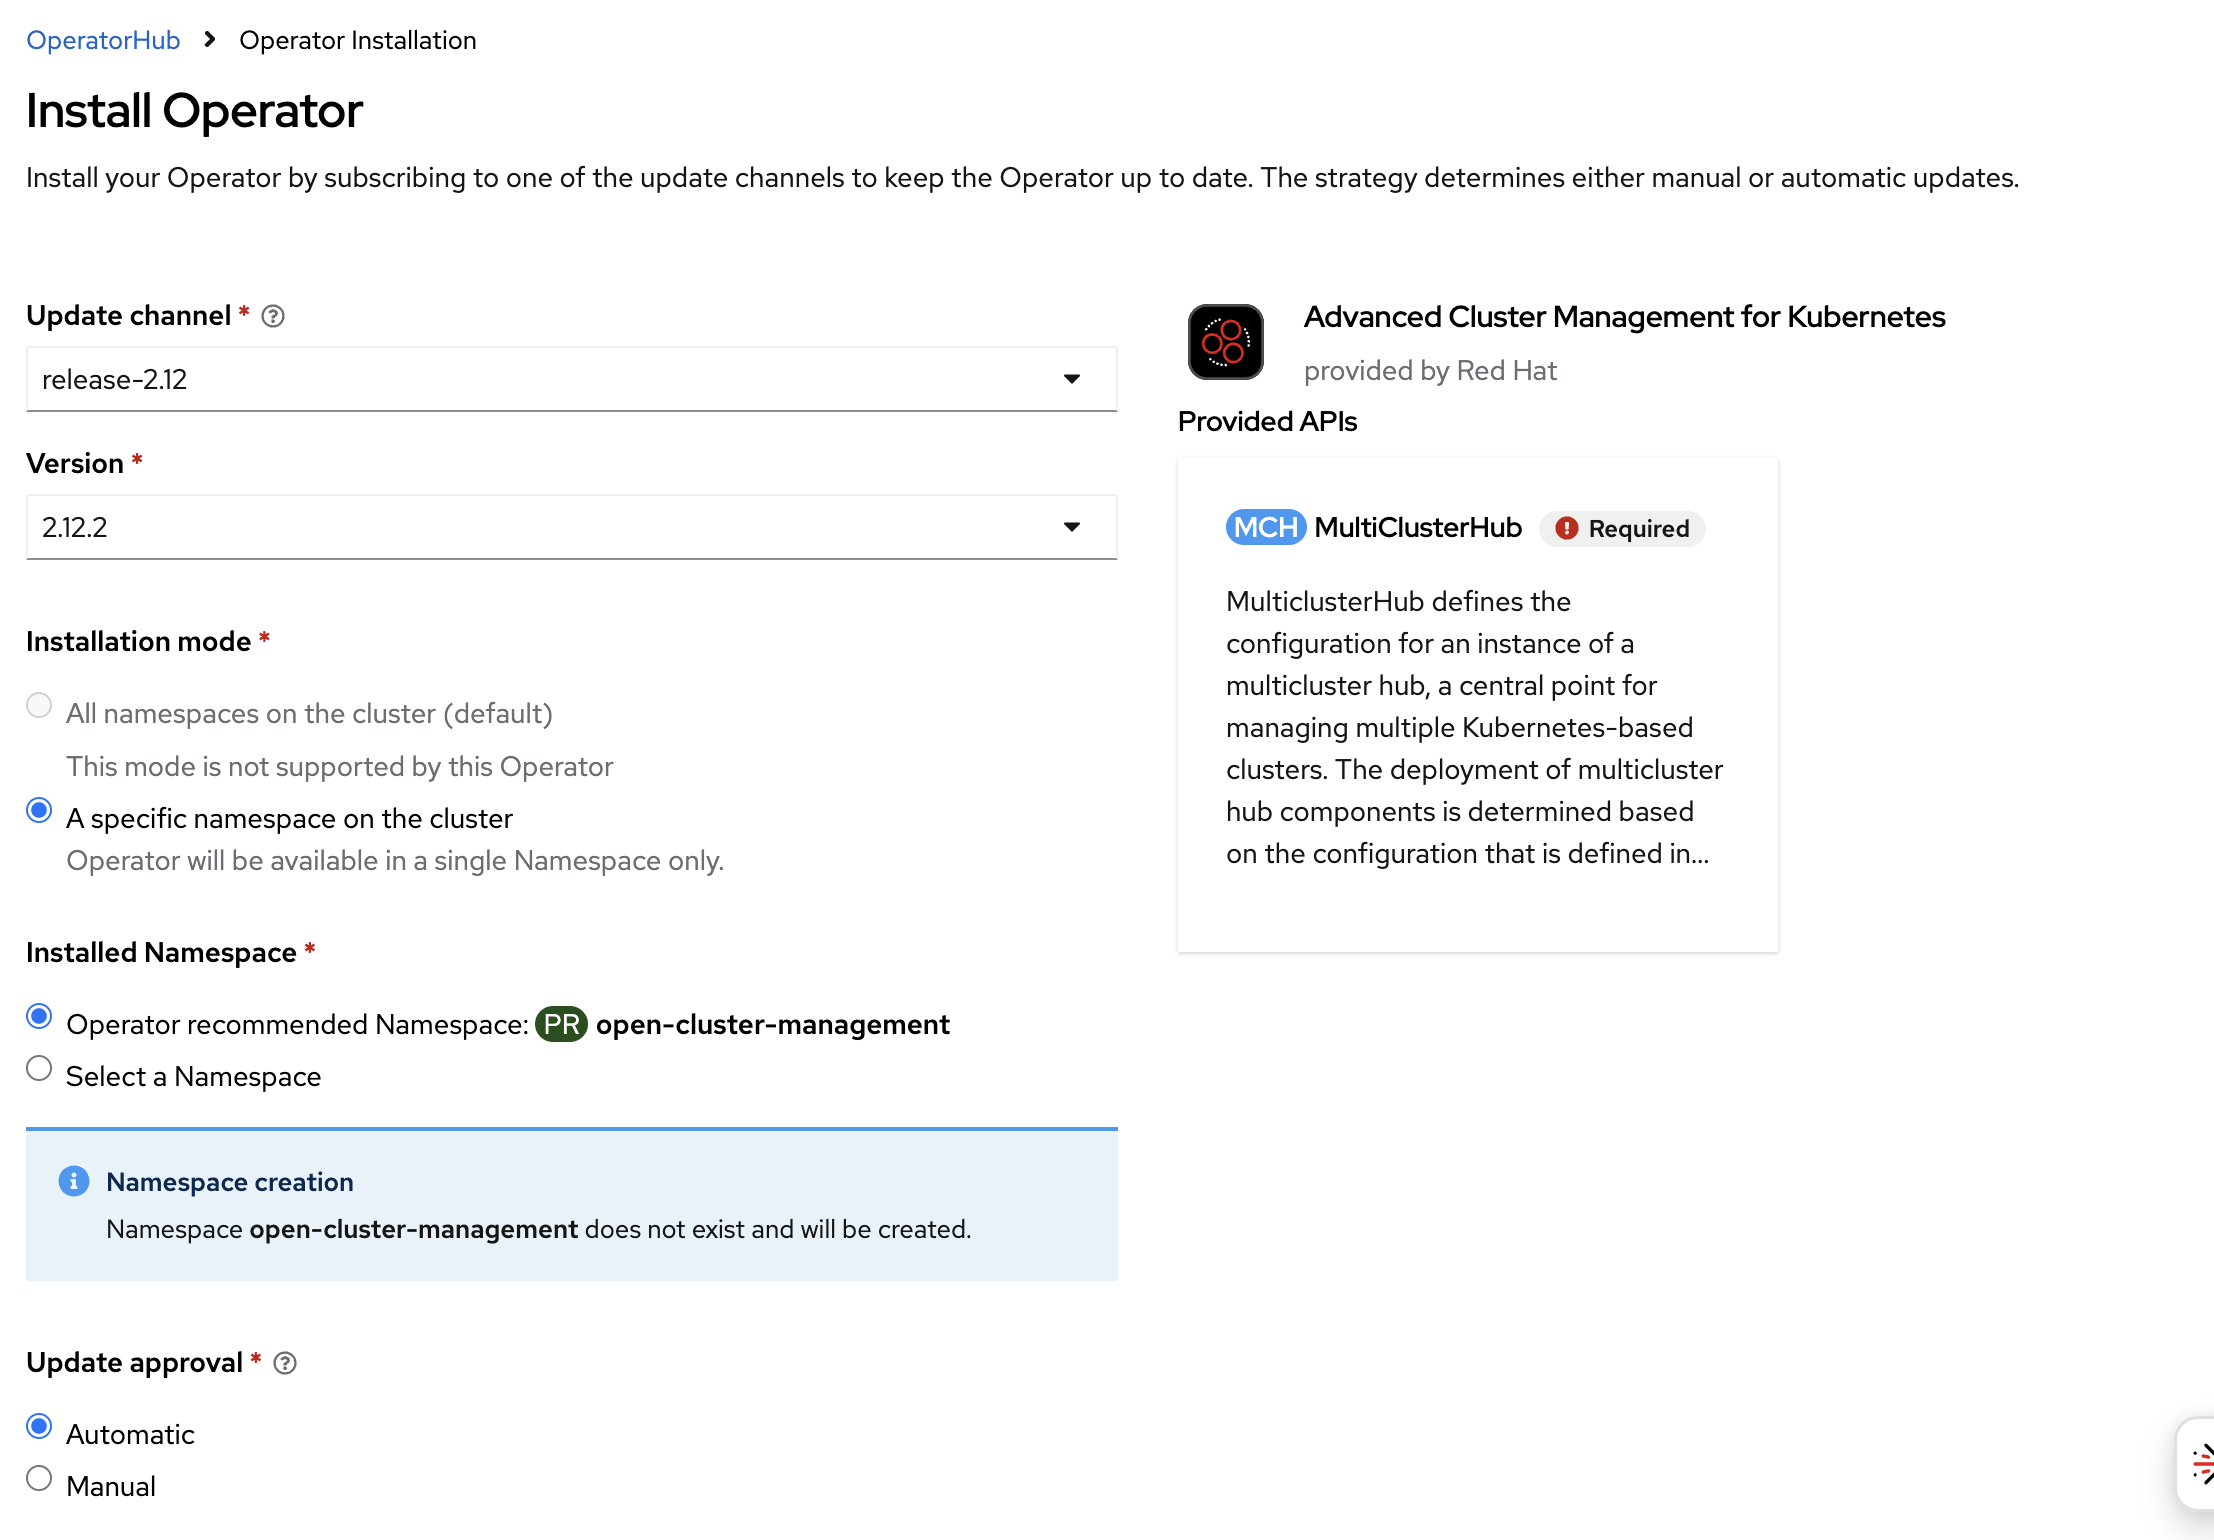 OperatorHub > Operator Installation
Install Operator
Install your Operator by subscribing to one of the update channels to keep the Operator up to date. The strategy determines either manual or automatic updates.
Update channel *
release-2.12
Version *
2.12.2
Installation mode *
All namespaces on the cluster (default)
This mode is not supported by this Operator
A specific namespace on the cluster
Operator will be available in a single Namespace only.
Installed Namespace *
Operator recommended Namespace: PR open-cluster-management
Select a Namespace
Namespace creation
Namespace open-cluster-management does not exist and will be created.
Update approval *
Automatic
Manual
Advanced Cluster Management for Kubernetes
provided by Red Hat
Provided APIs
MCH MultiClusterHub Required
MulticlusterHub defines the
configuration for an instance of a
multicluster hub, a central point for
managing multiple Kubernetes-based
clusters. The deployment of multicluster
hub components is determined based
on the configuration that is defined in...